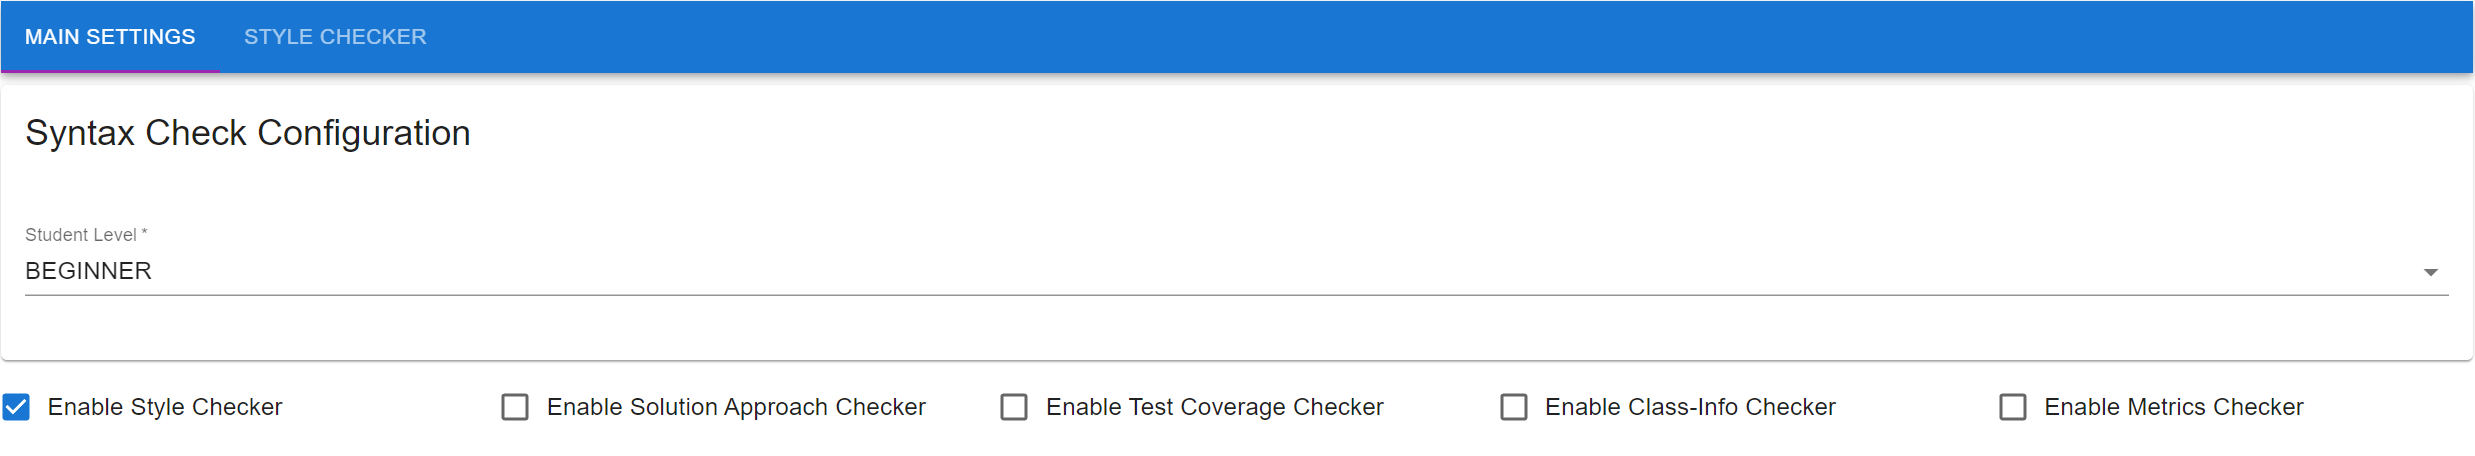 MAIN SETTINGS STYLE CHECKER
Syntax Check Configuration
Student Level *
BEGINNER
Enable Style Checker Enable Solution Approach Checker Enable Test Coverage Checker Enable Class-Info Checker Enable Metrics Checker